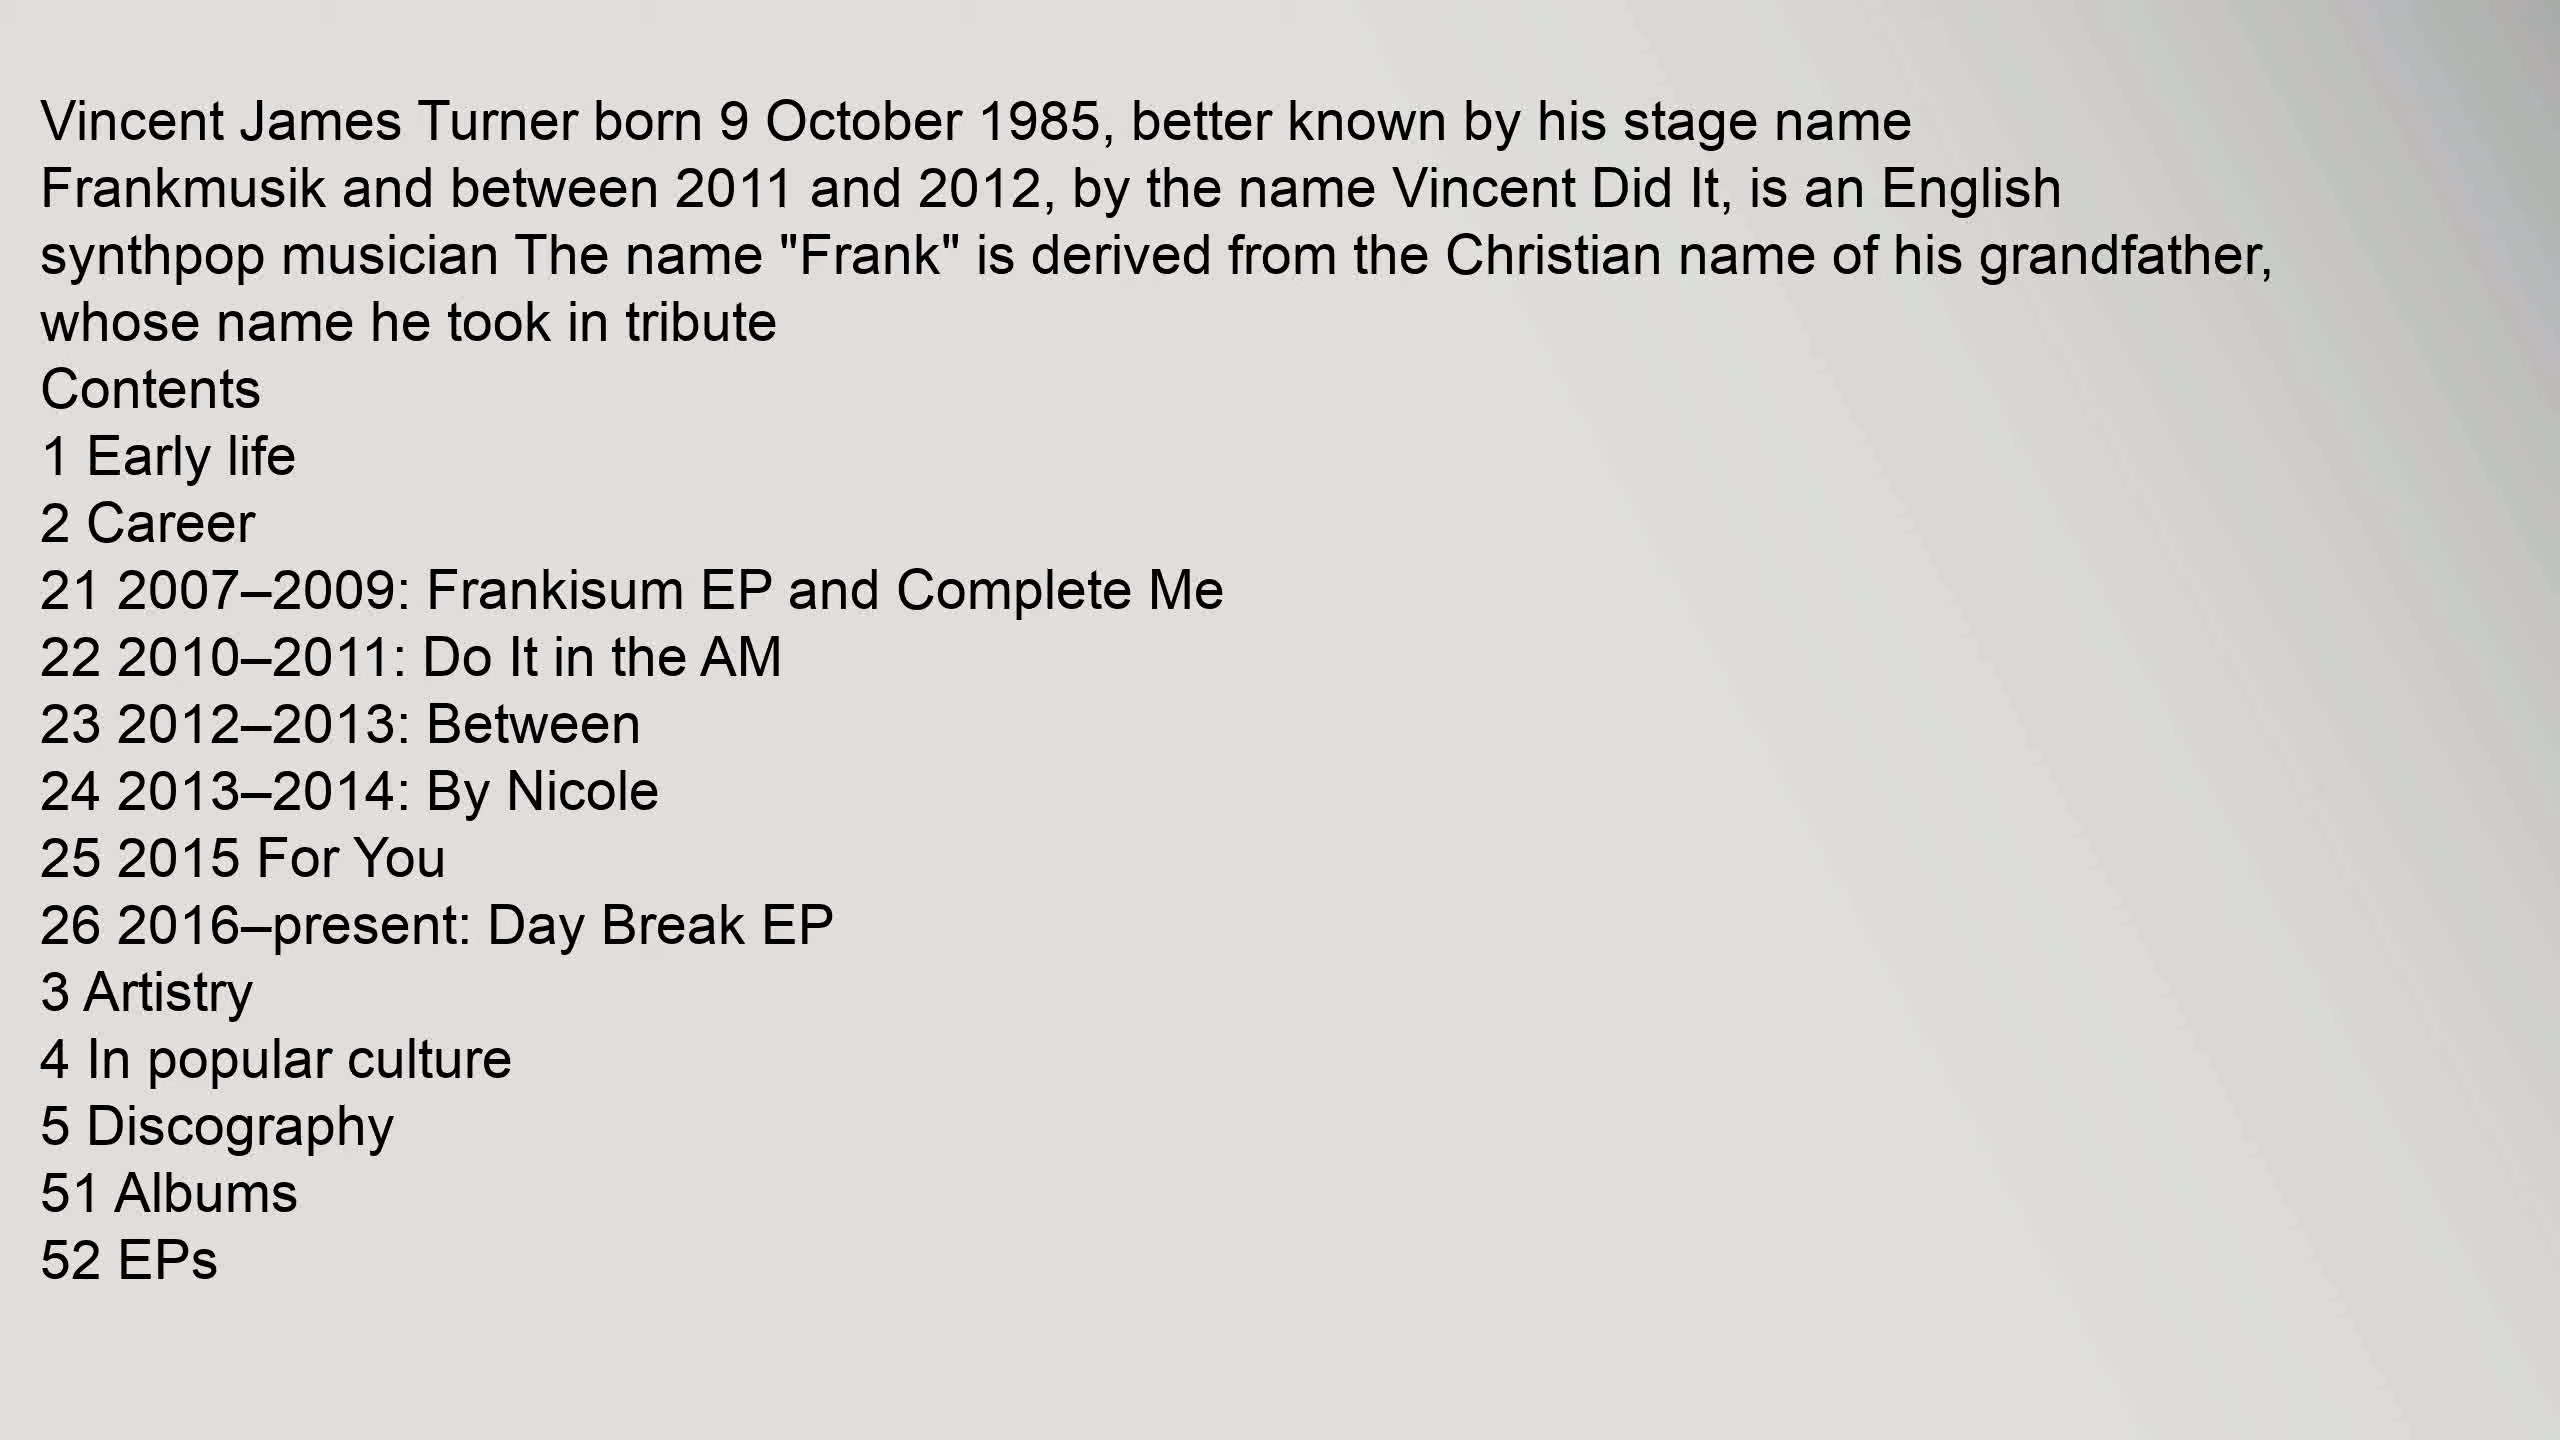 Vincent James Turner born 9 October 1985, better known by his stage name
Frankmusik and between 2011 and 2012, by the name Vincent Did It, is an English
synthpop musician The name "Frank" is derived from the Christian name of his grandfather,
whose name he took in tribute
Contents
1 Early life
2 Career
21 2007–2009: Frankisum EP and Complete Me
22 2010–2011: Do It in the AM
23 2012–2013: Between
24 2013–2014: By Nicole
25 2015 For You
26 2016–present: Day Break EP
3 Artistry
4 In popular culture
5 Discography
51 Albums
52 EPs